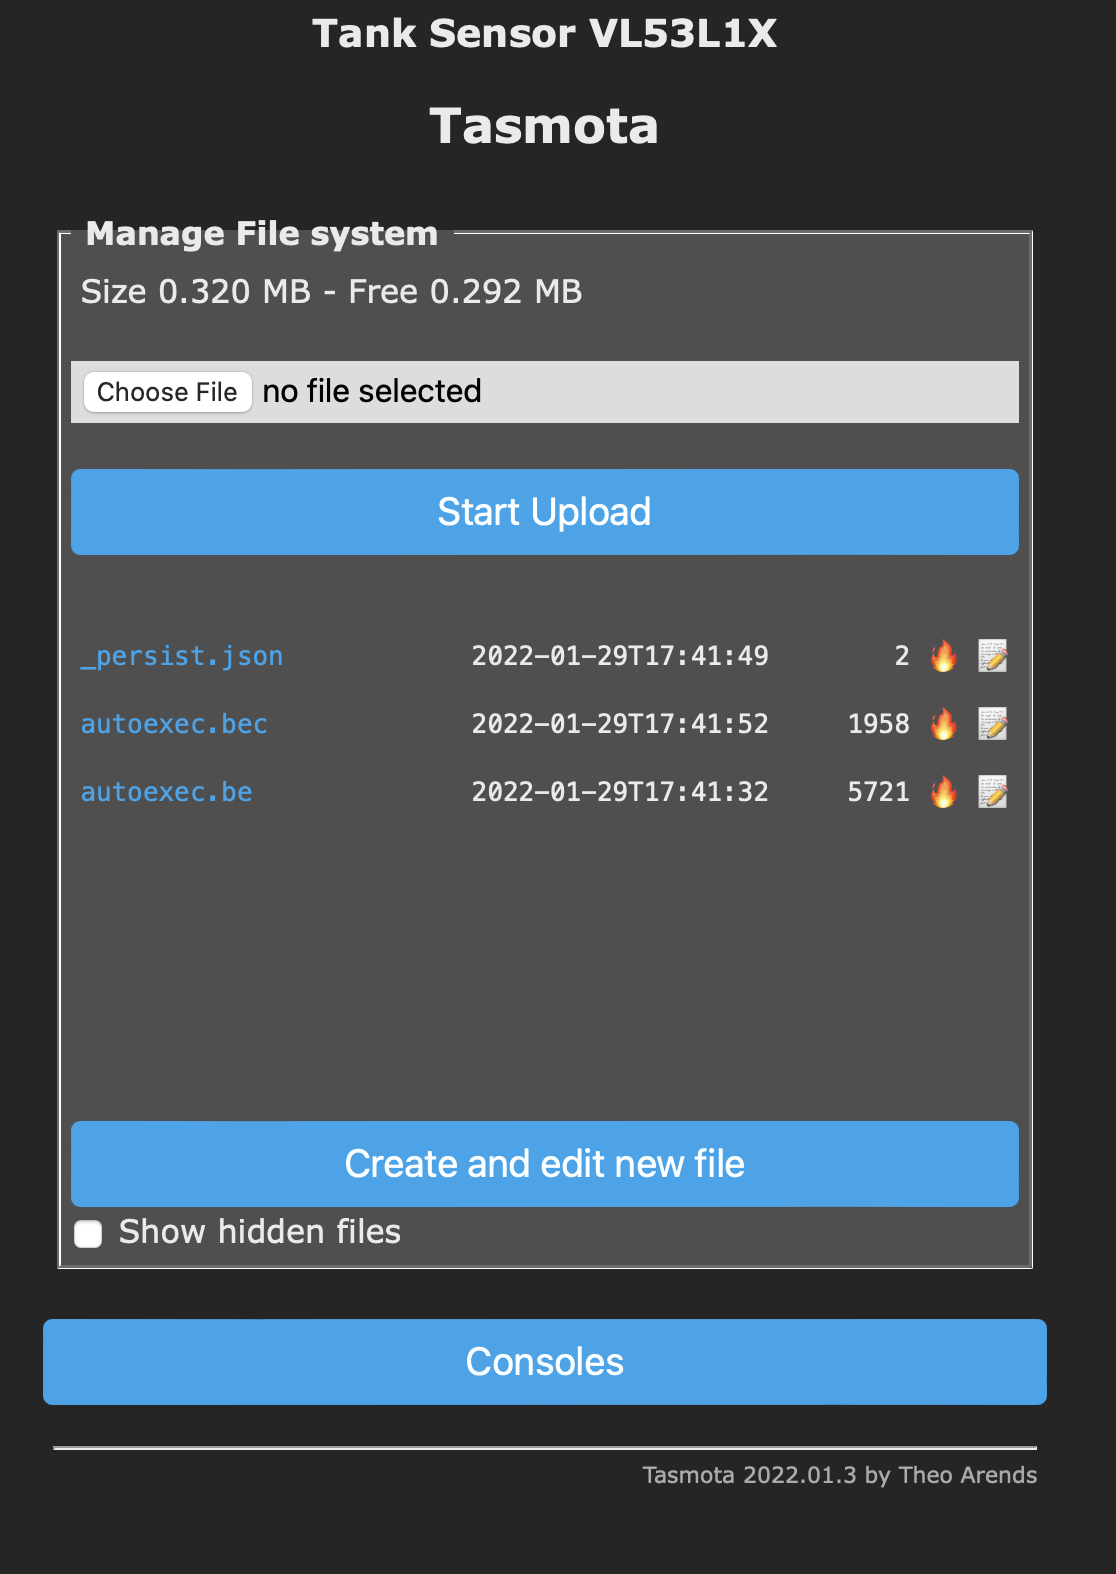 Tank Sensor VL53L1X
Tasmota
Manage File system
Size 0.320 MB - Free 0.292 MB
Choose File no file selected
Start Upload
_persist.json 2022-01-29T17:41:49 2
autoexec.bec 2022-01-29T17:41:52 1958
autoexec.be 2022-01-29T17:41:32 5721
Create and edit new file
Show hidden files
Consoles
Tasmota 2022.01.3 by Theo Arends